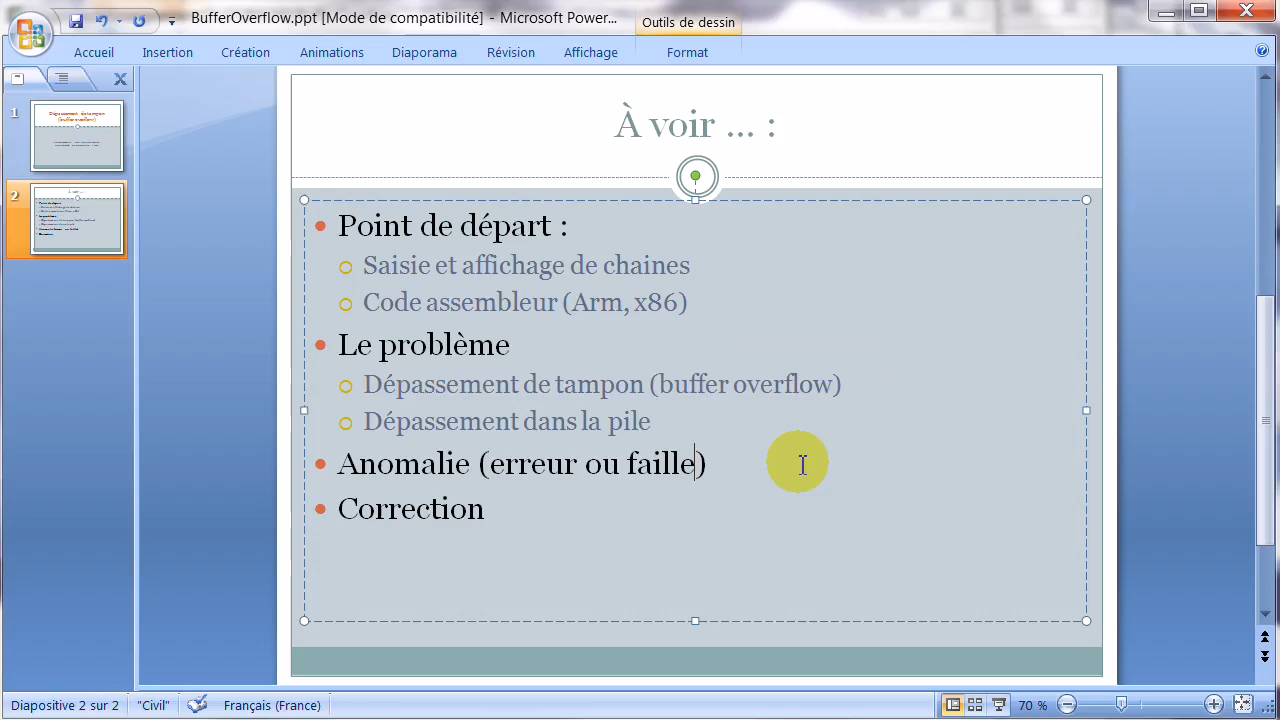 BufferOverflow.ppt [Mode de compatibilité] - Microsoft Power...
Outils de dessin
Accueil
Insertion
Création
Animations
Diaporama
Révision
Affichage
Format
1
2
À voir ... :
Point de départ :
Saisie et affichage de chaines
Code assembleur (Arm, x86)
Le problème
Dépassement de tampon (buffer overflow)
Dépassement dans la pile
Anomalie (erreur ou faille)
Correction
Diapositive 2 sur 2
"Civil"
Français (France)
70 %